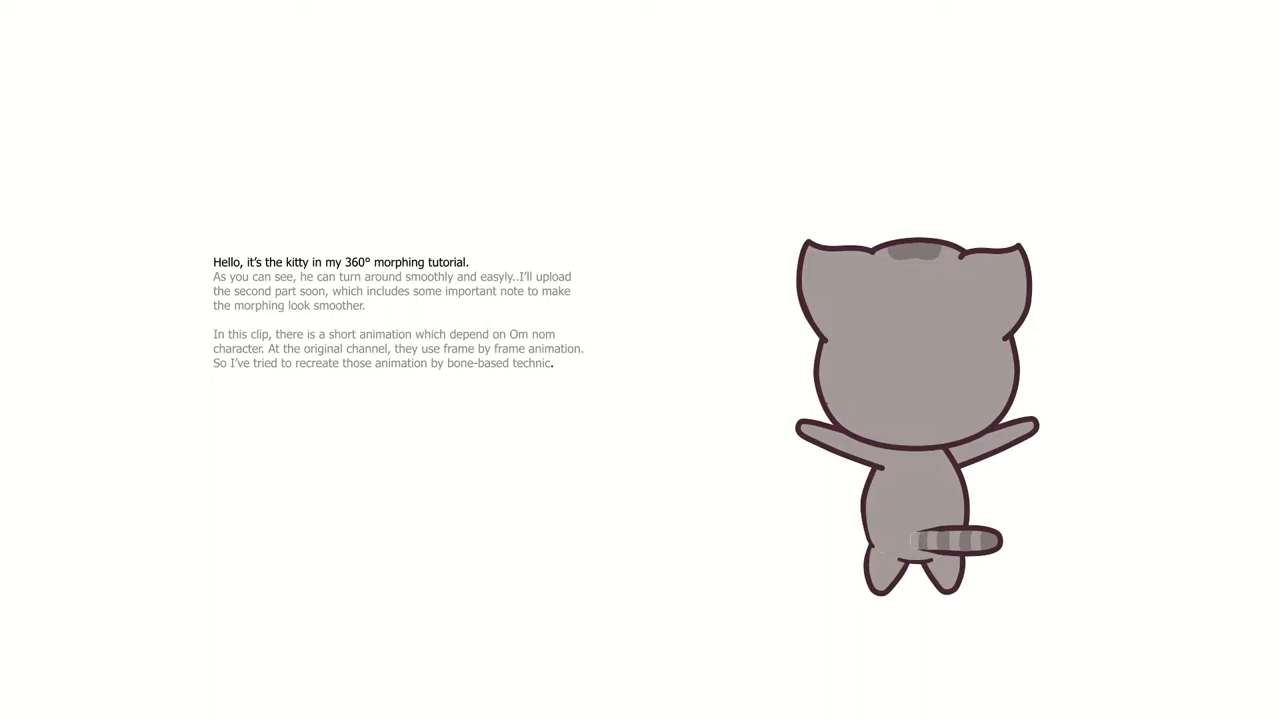 Hello, it's the kitty in my 360° morphing tutorial.
As you can see, he can turn around smoothly and easyly..I'll upload
the second part soon, which includes some important note to make
the morphing look smoother.
In this clip, there is a short animation which depend on Om nom
character. At the original channel, they use frame by frame animation.
So I've tried to recreate those animation by bone-based technic.